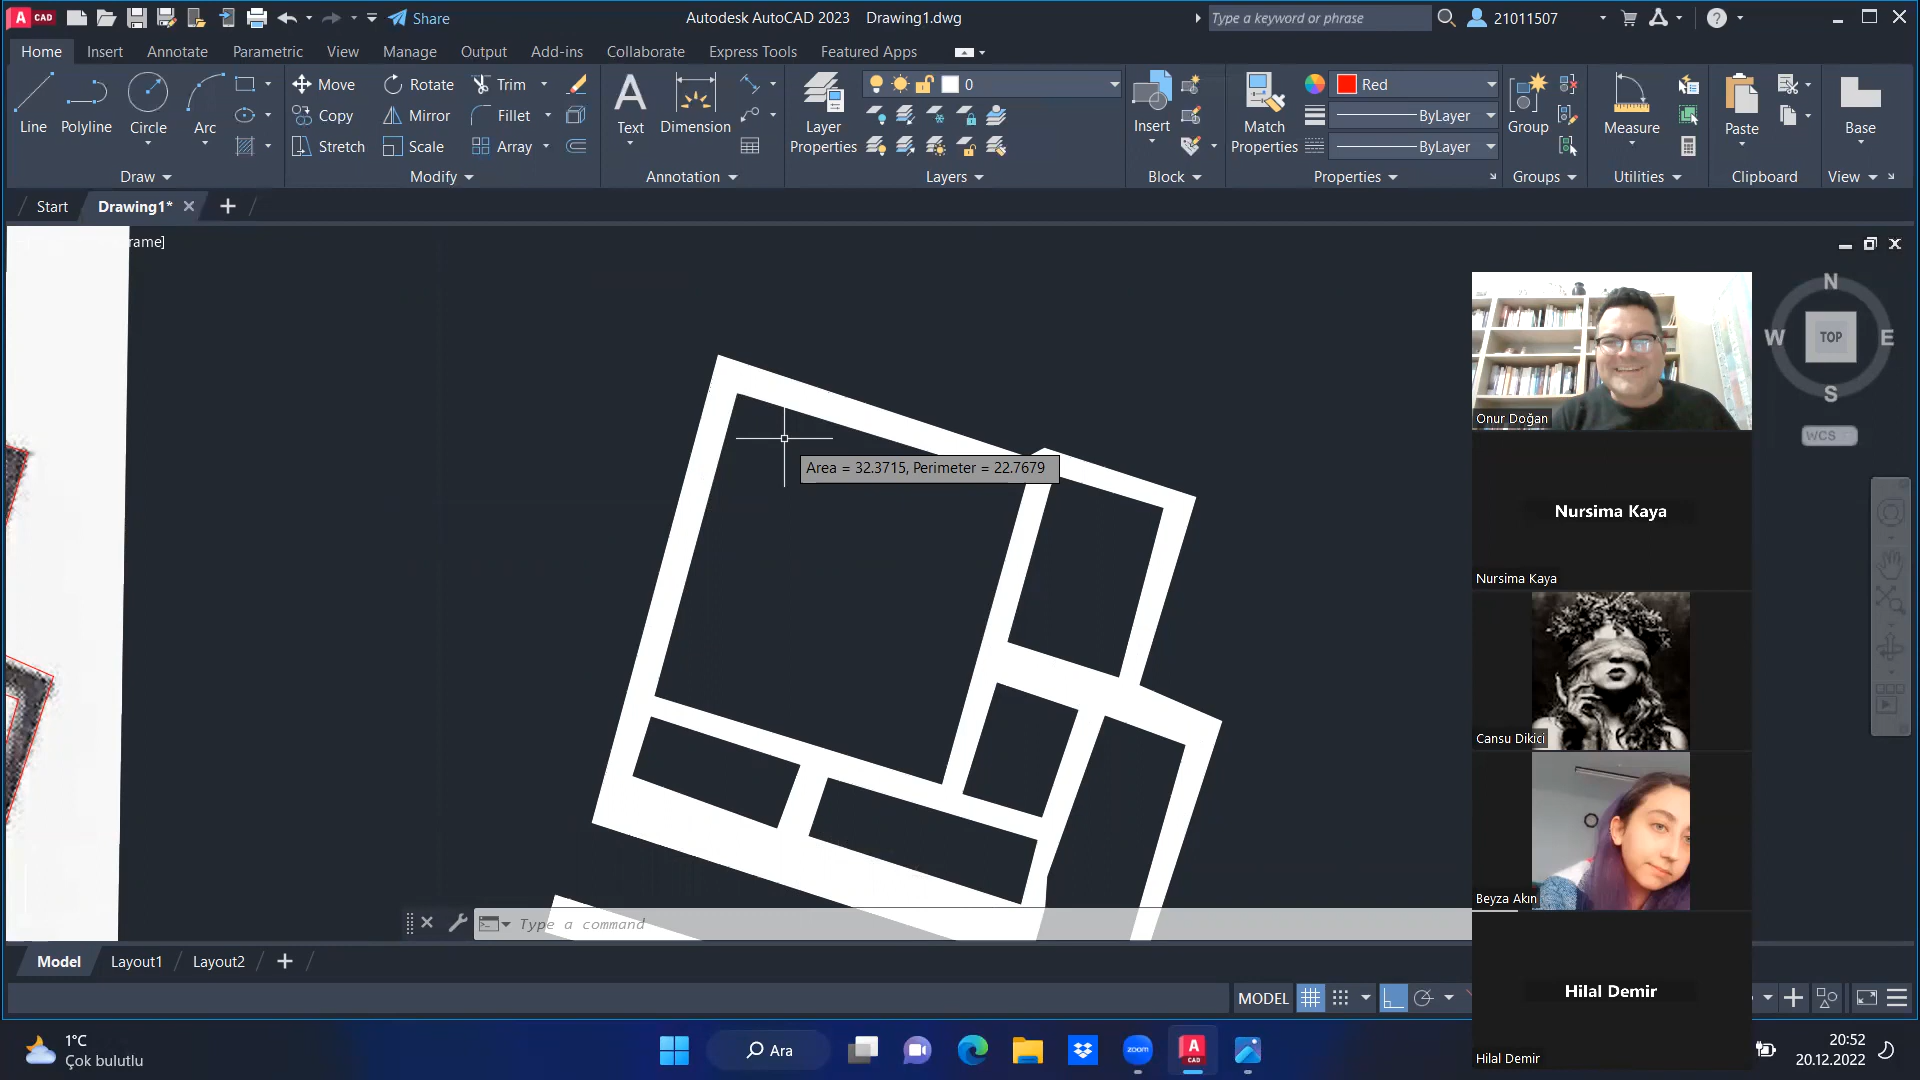 A CAD
Share
Autodesk AutoCAD 2023 Drawing1.dwg
Type a keyword or phrase
21011507
Home Insert Annotate Parametric View Manage Output Add-ins Collaborate Express Tools Featured Apps
Line
Polyline
Circle
Arc
Draw
Move
Rotate
Trim
Copy
Mirror
Fillet
Stretch
Scale
Array
Modify
Text
Dimension
Annotation
Layer
Properties
0
Layers
Insert
Block
Match
Properties
Red
ByLayer
ByLayer
Properties
Group
Groups
Measure
Utilities
Paste
Clipboard
Base
View
Start
Drawing1*
rame]
N
W
TOP
E
S
WCS
Area = 32.3715, Perimeter = 22.7679
Onur Doğan
Nursima Kaya
Nursima Kaya
Cansu Dikici
Beyza Akın
Hilal Demir
Hilal Demir
Type a command
Model
Layout1
Layout2
MODEL
1°C
Çok bulutlu
Ara
zoom
A CAD
20:52
20.12.2022